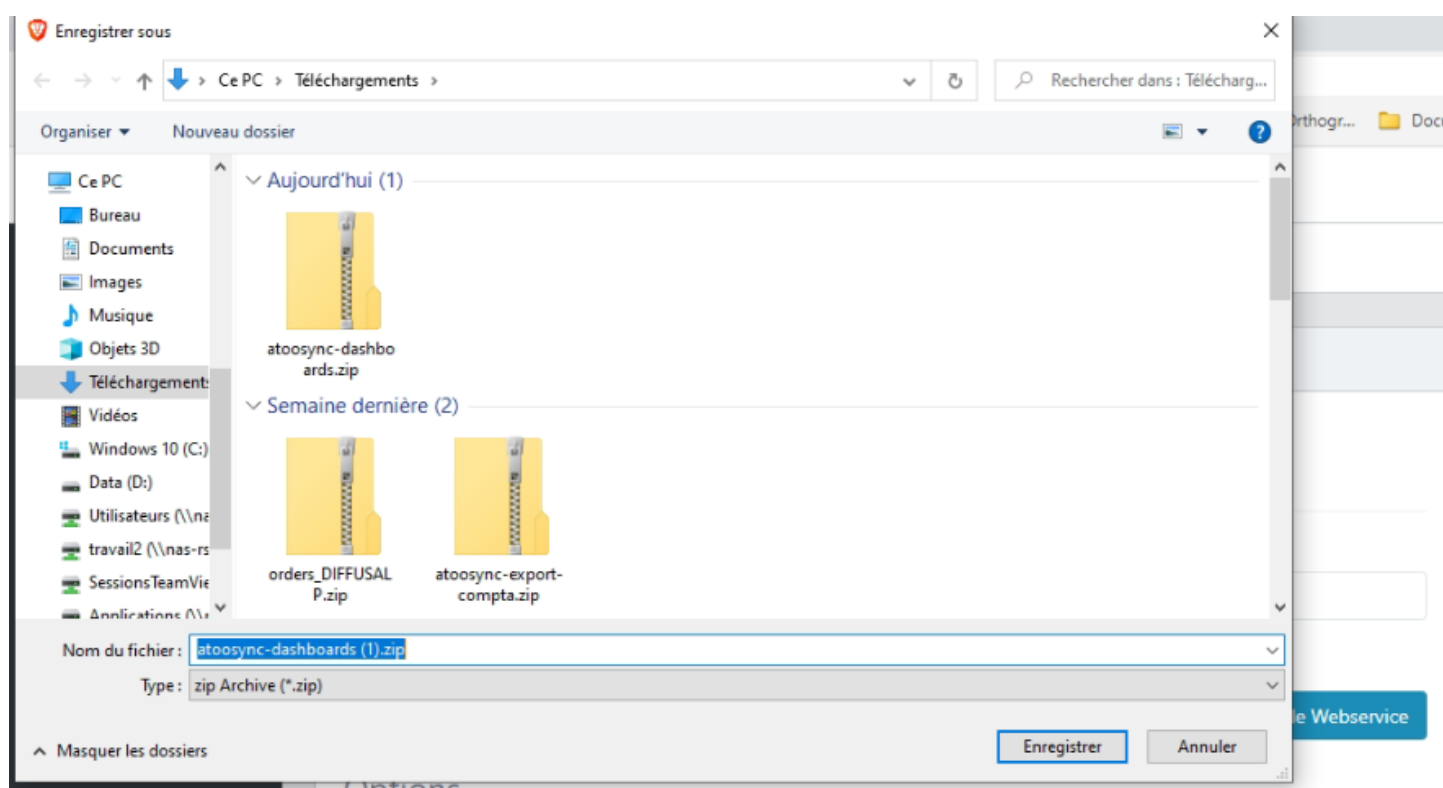 Enregistrer sous
Ce PC > Téléchargements >
Rechercher dans : Télécharg...
Organiser
Nouveau dossier
Orthogr...
Ce PC
Bureau
Documents
Images
Musique
Objets 3D
Téléchargement
Vidéos
Windows 10 (C:)
Data (D:)
Utilisateurs (\\na
travail2 (\\nas-rs
SessionsTeamVie
Aujourd'hui (1)
atoosync-dashbo
ards.zip
Semaine dernière (2)
orders_DIFFUSAL
P.zip
atoosync-export-
compta.zip
Nom du fichier :
atoosync-dashboards (1).zip
Type :
zip Archive (*.zip)
Masquer les dossiers
Enregistrer
Annuler
le Webservice